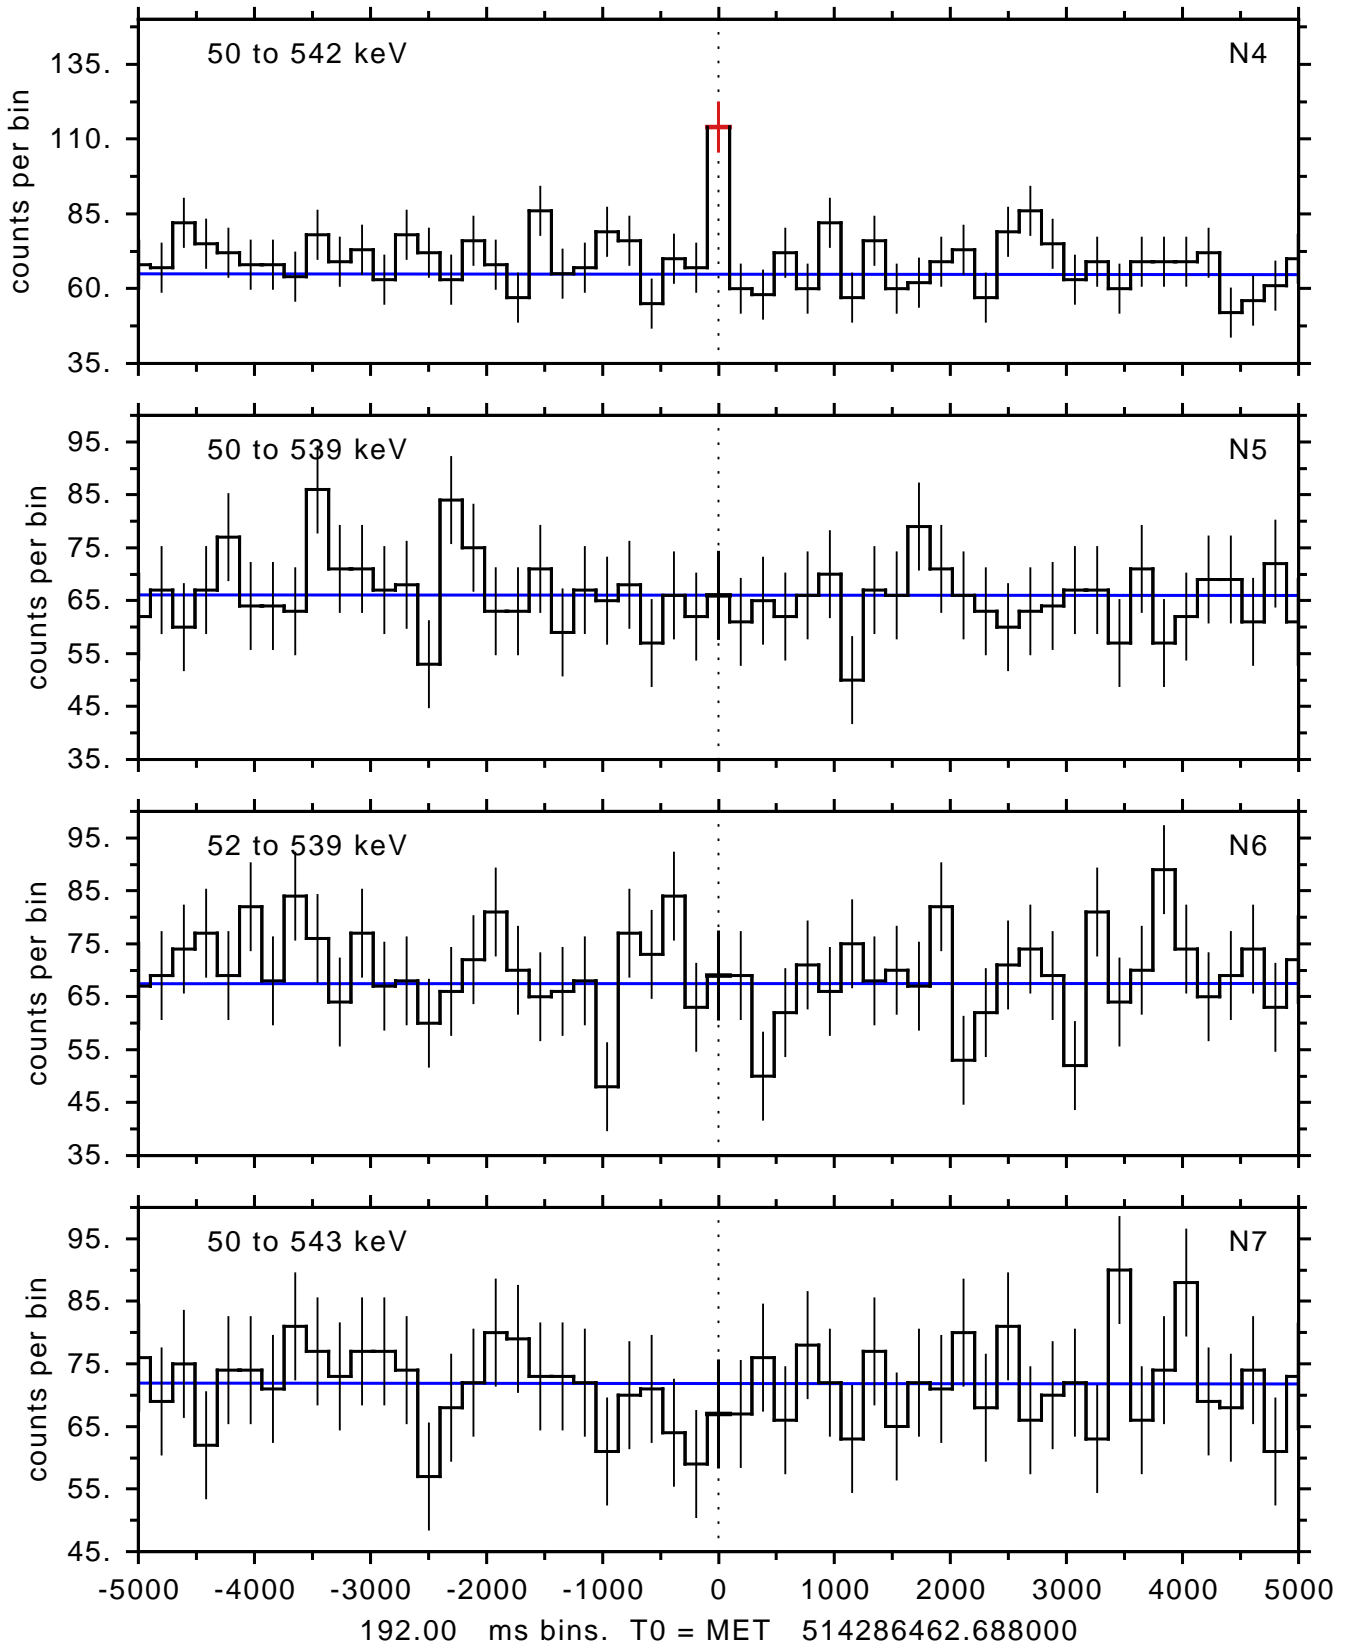 50 to 542 keV N4
135.
110.
85.
60.
35.
counts per bin
50 to 539 keV N5
95.
85.
75.
65.
55.
45.
35.
counts per bin
52 to 539 keV N6
95.
85.
75.
65.
55.
45.
35.
counts per bin
50 to 543 keV N7
95.
85.
75.
65.
55.
45.
counts per bin
-5000 -4000 -3000 -2000 -1000 0 1000 2000 3000 4000 5000
192.00 ms bins. T0 = MET 514286462.688000